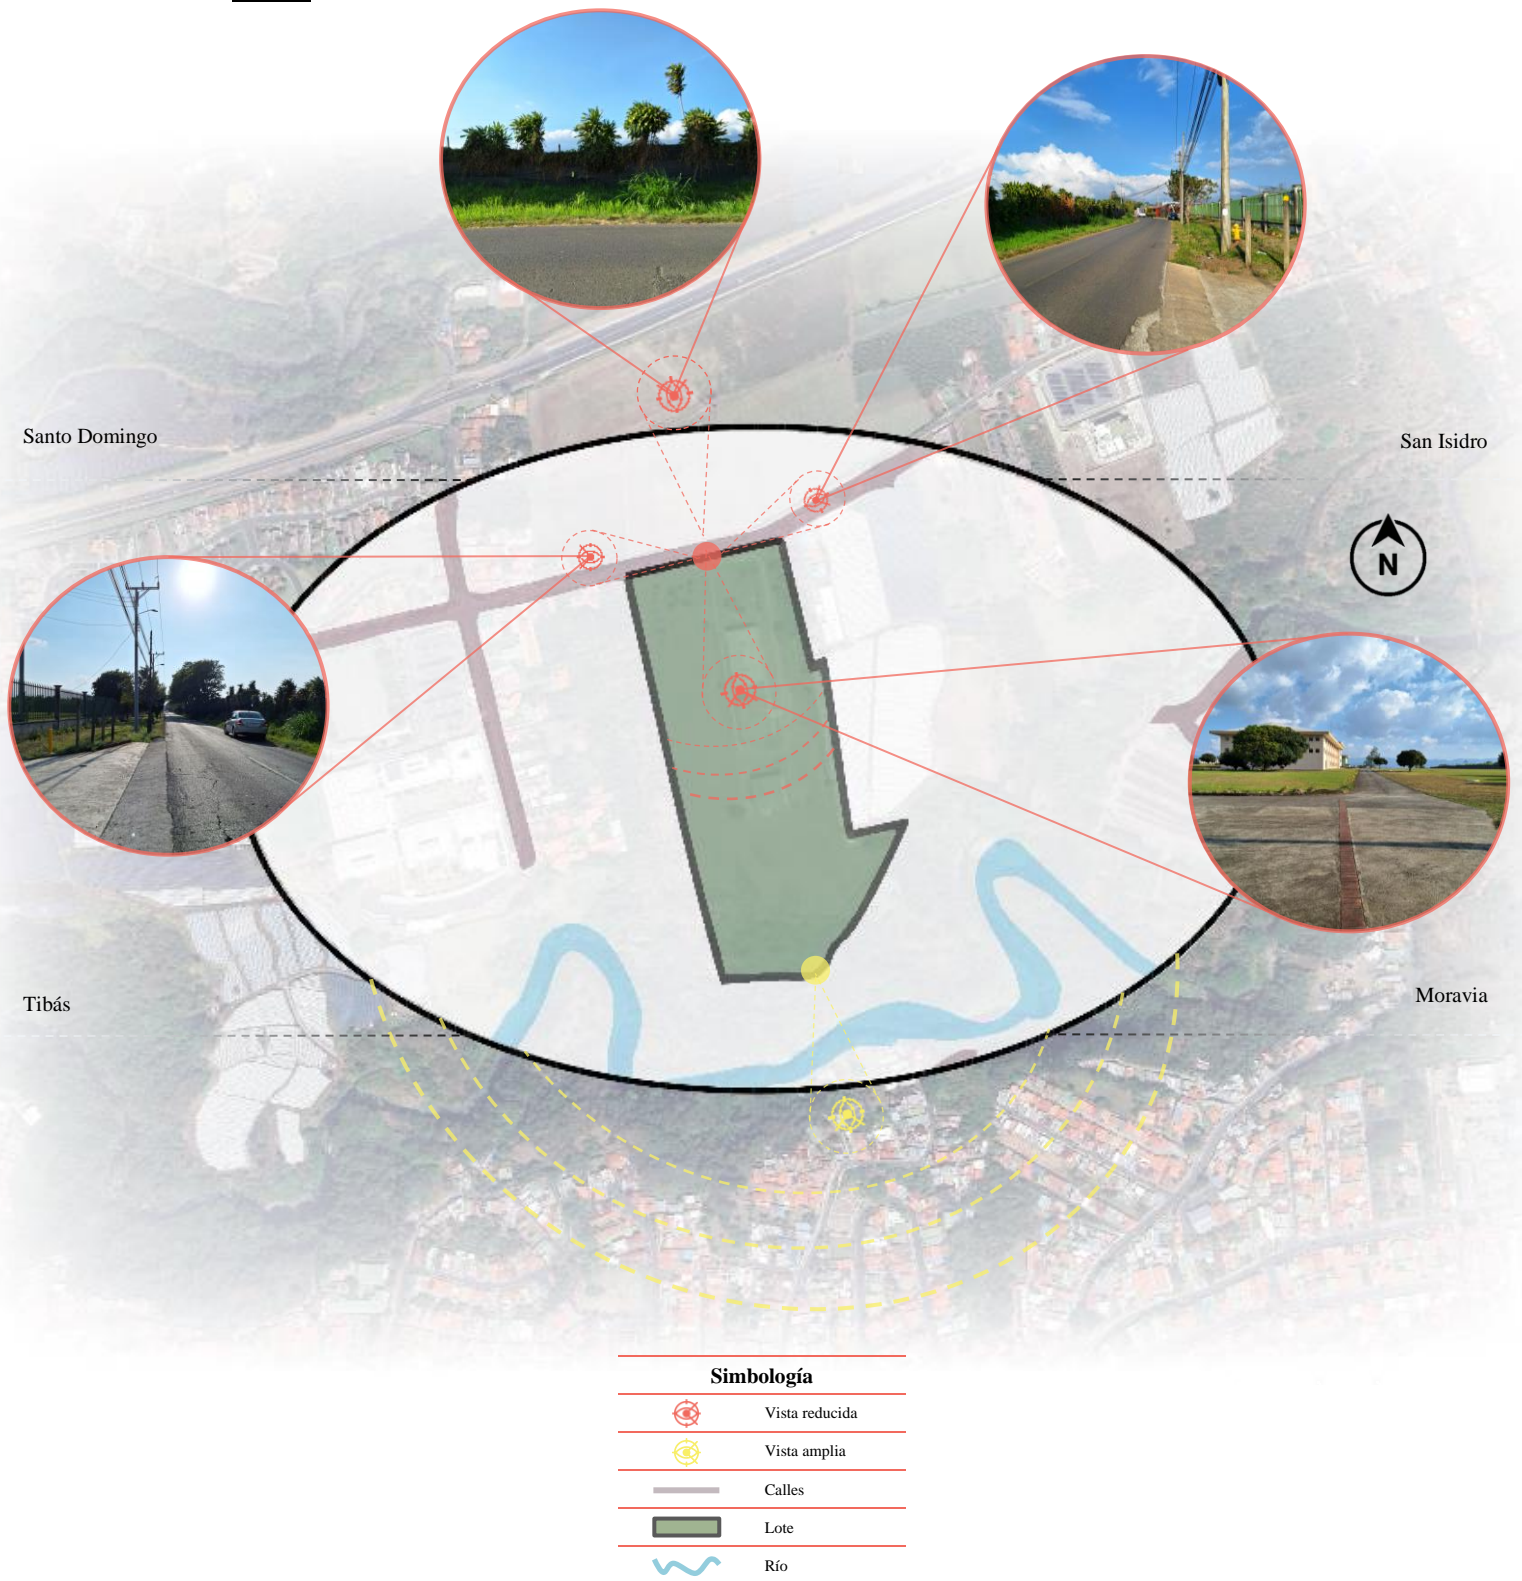 Santo Domingo
San Isidro
N
Tibás
Moravia
Simbología
Vista reducida
Vista amplia
Calles
Lote
Río